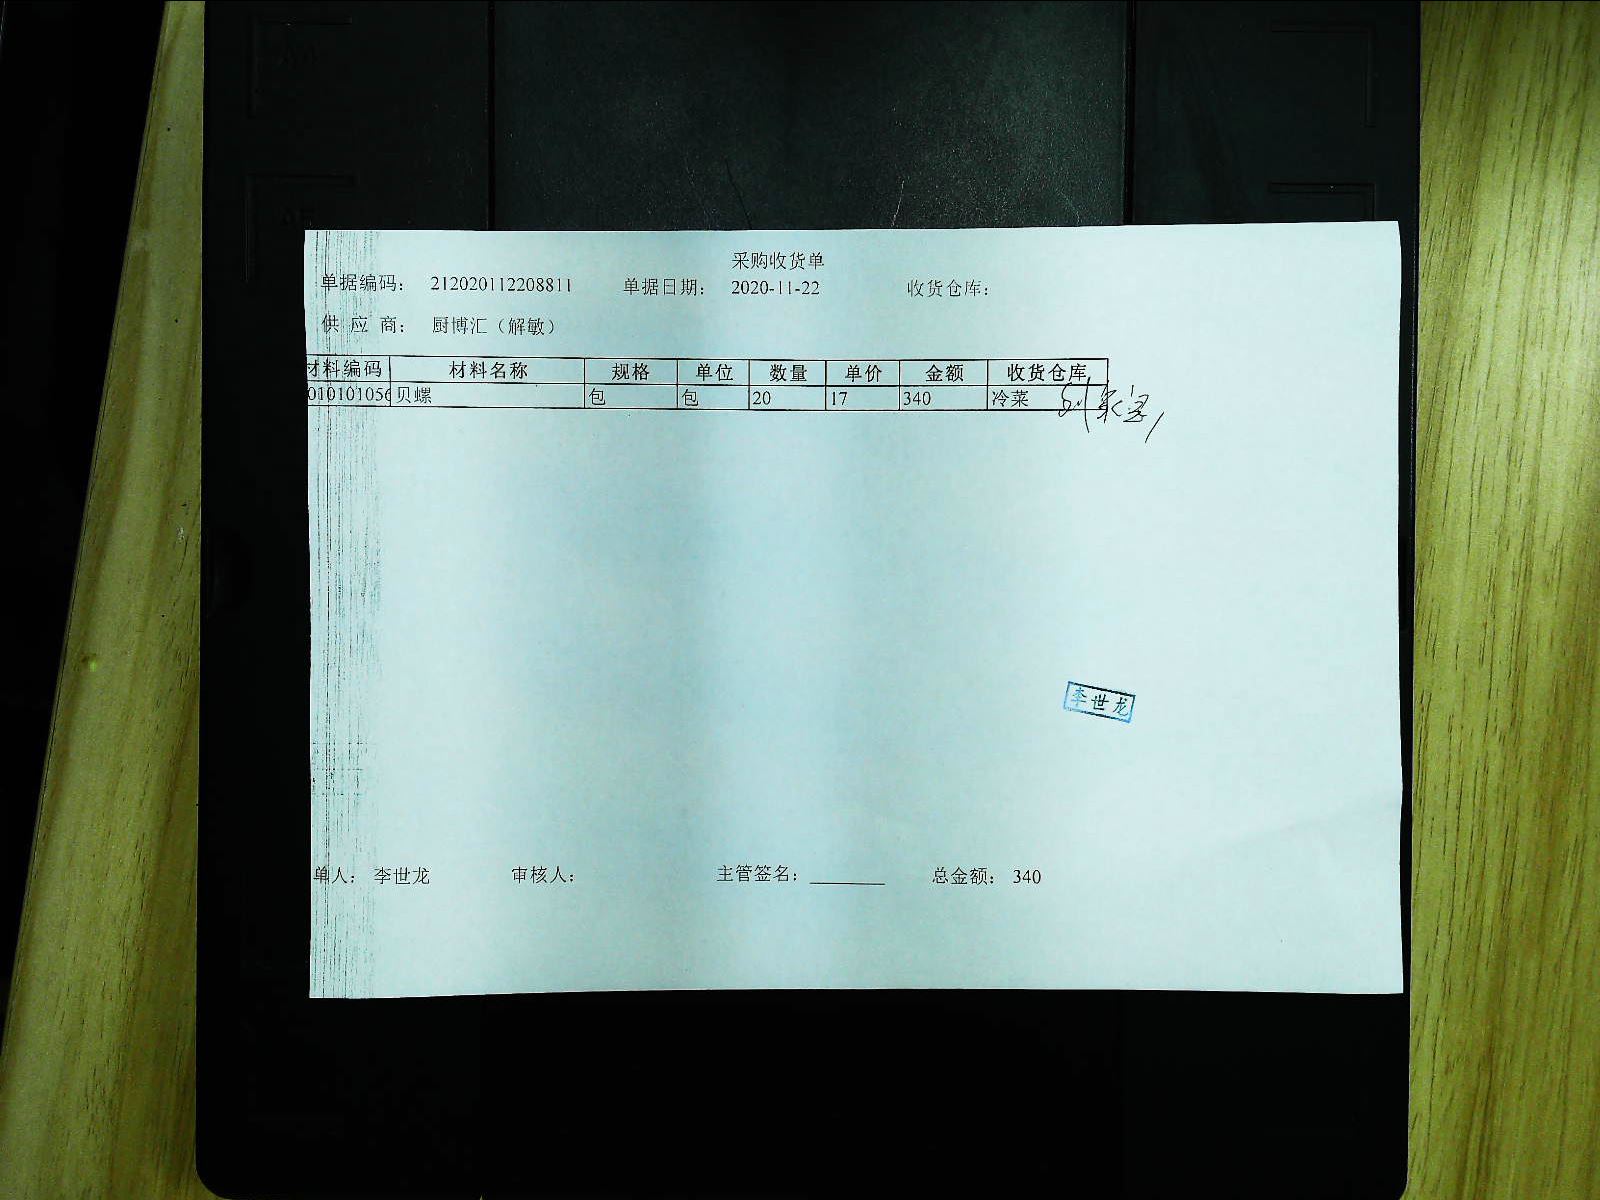 采购收货单
单据编码： 212020112208811 单据日期： 2020-11-22 收货仓库：
供 应 商： 厨博汇（解敏）
材料编码 材料名称 规格 单位 数量 单价 金额 收货仓库
010101056 贝螺 包 包 20 17 340 冷菜
李世龙
单人： 李世龙 审核人： 主管签名： 总金额： 340